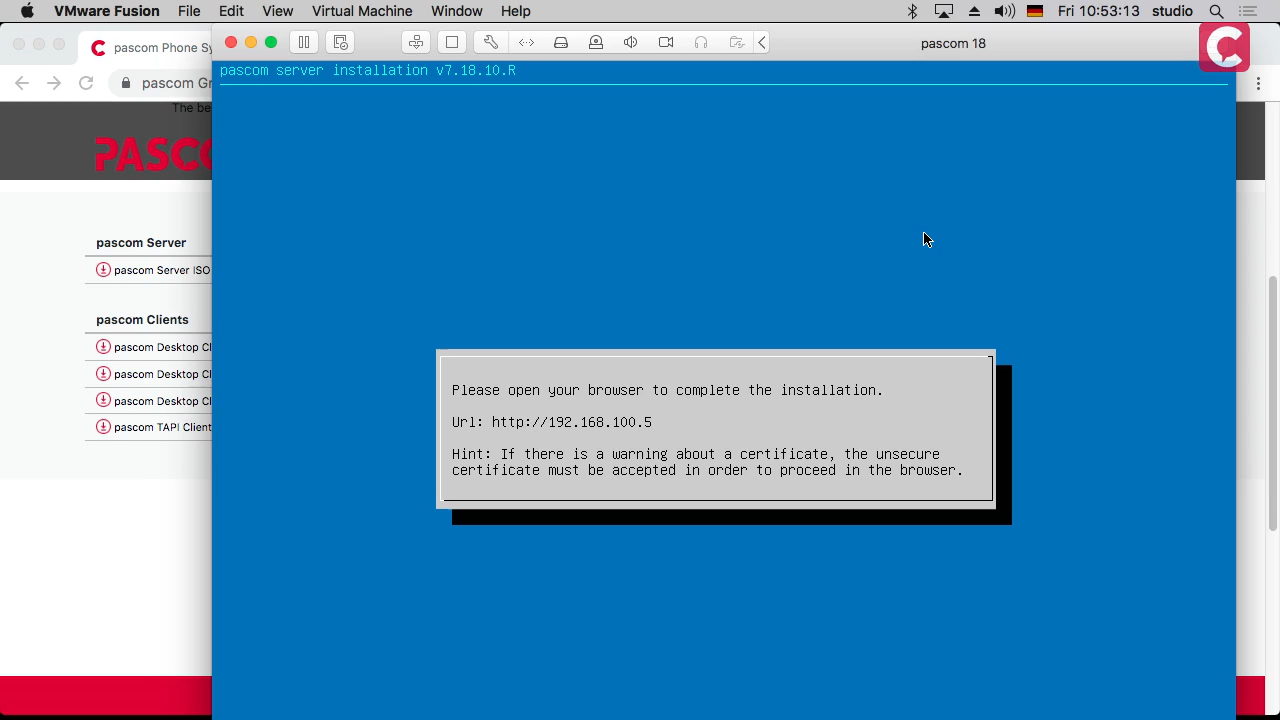 VMware Fusion File Edit View Virtual Machine Window Help Fri 10:53:13 studio
pascom Phone Sy
pascom 18
pascom Gr
pascom server installation v7.18.10.R
The be
PASCO
pascom Server
pascom Server ISO
pascom Clients
pascom Desktop Cl
pascom Desktop Cl
pascom Desktop Cl
pascom TAPI Client
Please open your browser to complete the installation.
Url: http://192.168.100.5
Hint: If there is a warning about a certificate, the unsecure
certificate must be accepted in order to proceed in the browser.